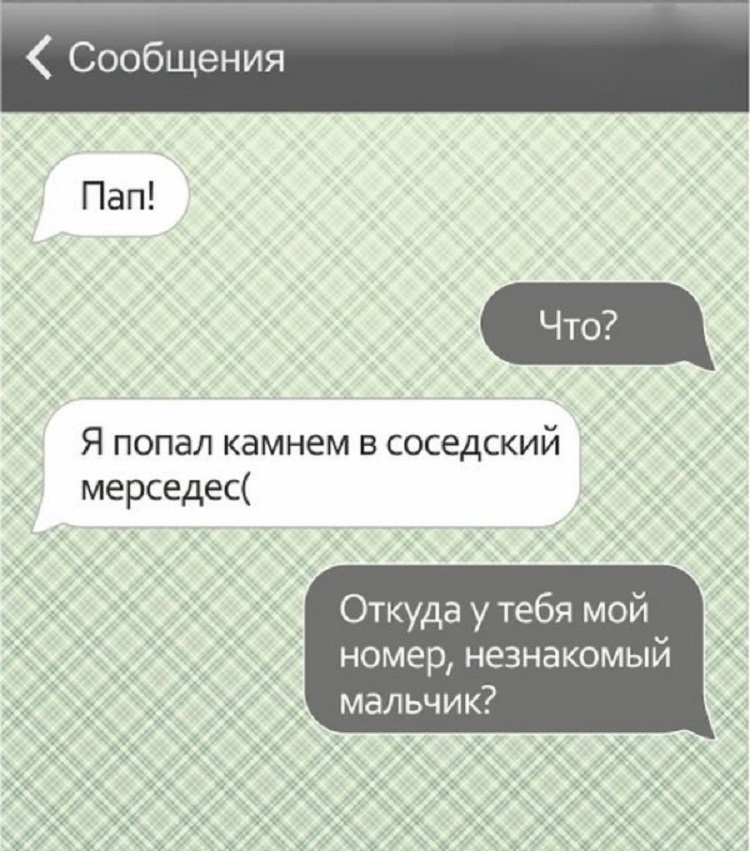 Сообщения
Пап!
Что?
Я попал камнем в соседский
мерседес(
Откуда у тебя мой
номер, незнакомый
мальчик?